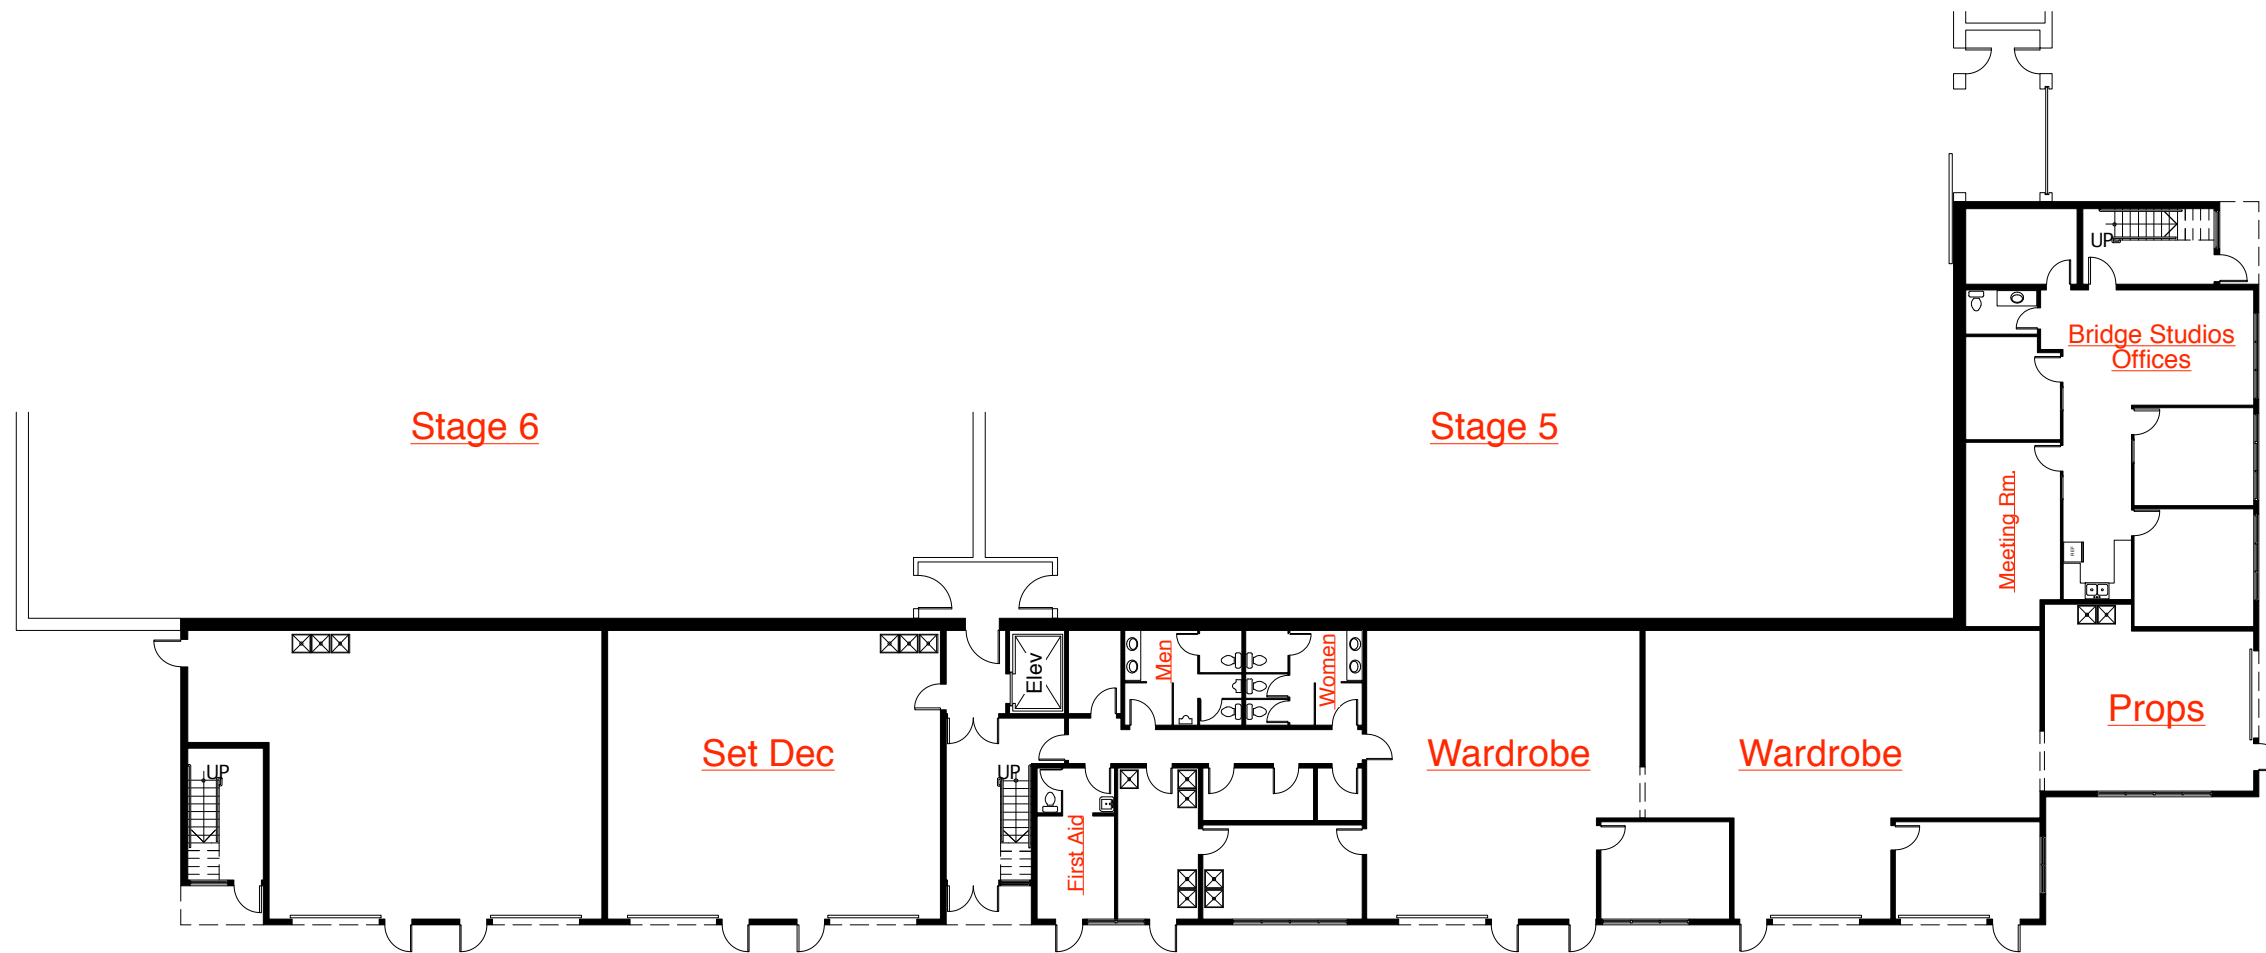 UP
Bridge Studios
Offices
Stage 6
Stage 5
Meeting Rm.
REF
Men
Women
Elev
Props
Set Dec
Wardrobe
Wardrobe
UP
UP
First Aid